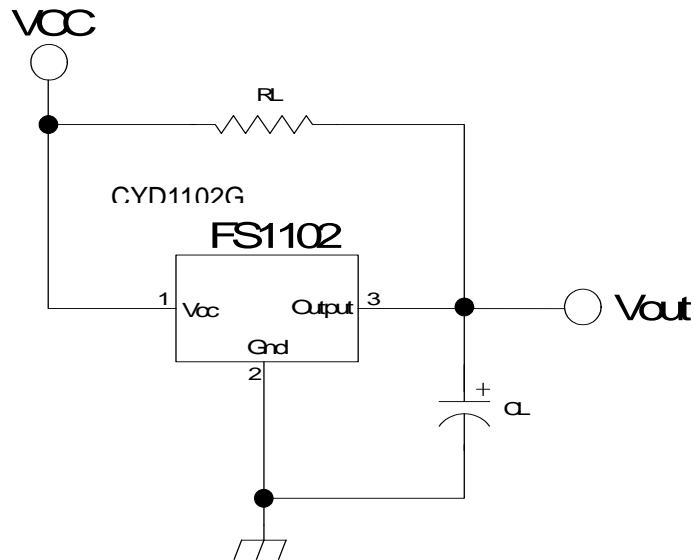 VCC
RL
CYD1102G
FS1102
1
Vcc
Output
3
Vout
Gnd
2
+
CL